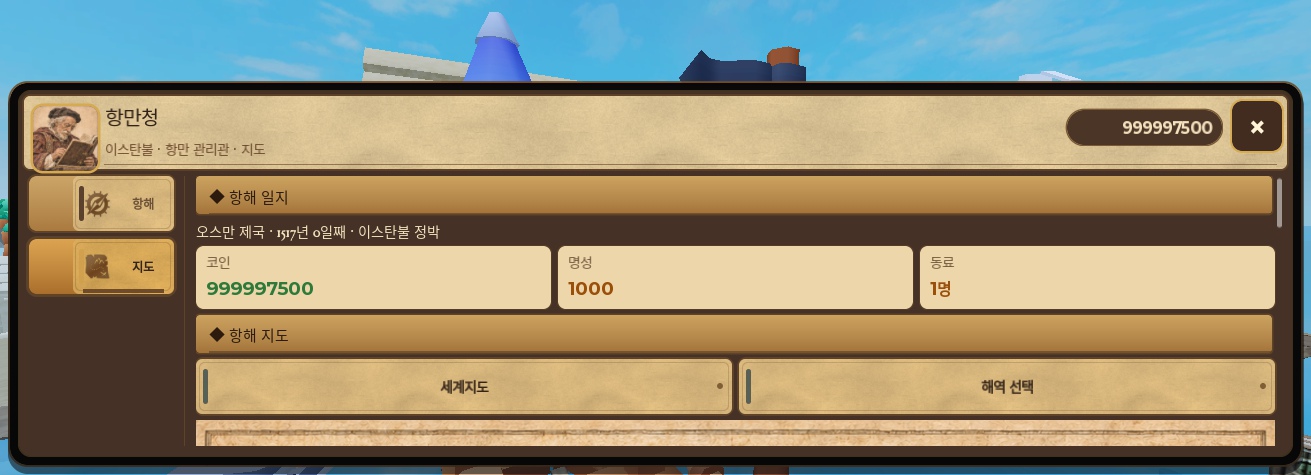 항만청
이스탄불 · 항만 관리관 · 지도
999997500
×
항해
지도
◆ 항해 일지
오스만 제국 · 1517년 0일째 · 이스탄불 정박
코인
999997500
명성
1000
동료
1명
◆ 항해 지도
세계지도
해역 선택